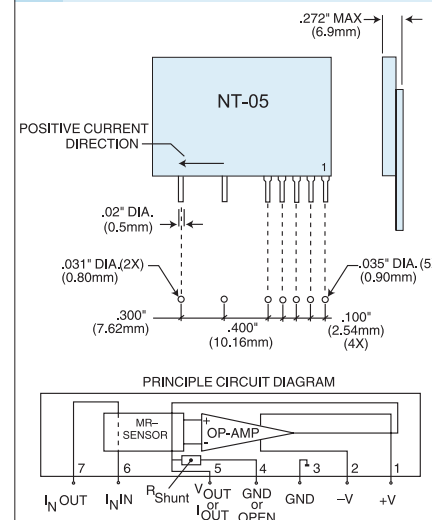 .272" MAX
(6.9mm)
NT-05
POSITIVE CURRENT
DIRECTION
1
.02" DIA.
(0.5mm)
.031" DIA.(2X)
(0.80mm)
.035" DIA. (5
(0.90mm)
.300"
(7.62mm)
.400"
(10.16mm)
.100"
(2.54mm)
(4X)
PRINCIPLE CIRCUIT DIAGRAM
MR–
SENSOR
+
-
OP-AMP
7 6 5 4 3 2 1
IN OUT
IN IN
RShunt
VOUT
or
IOUT
GND
or
OPEN
GND
–V
+V